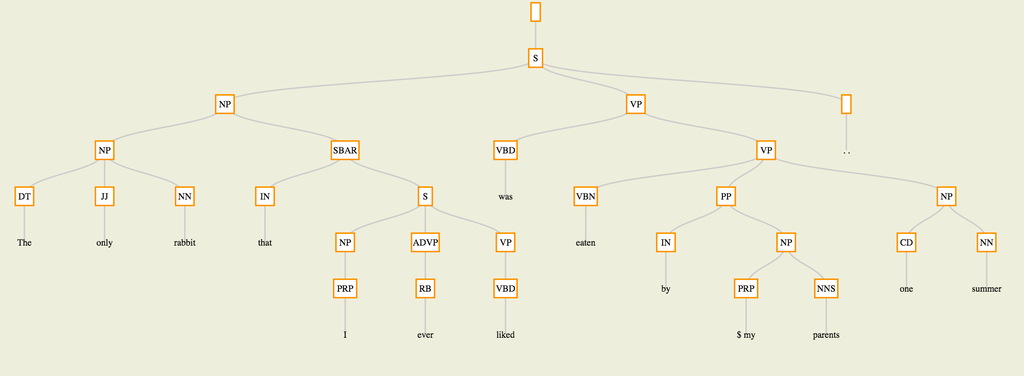 S
NP VP
NP SBAR VBD VP . .
DT JJ NN IN S was VBN PP NP
The only rabbit that NP ADVP VP eaten IN NP CD NN
PRP RB VBD by PRP NNS one summer
I ever liked $ my parents